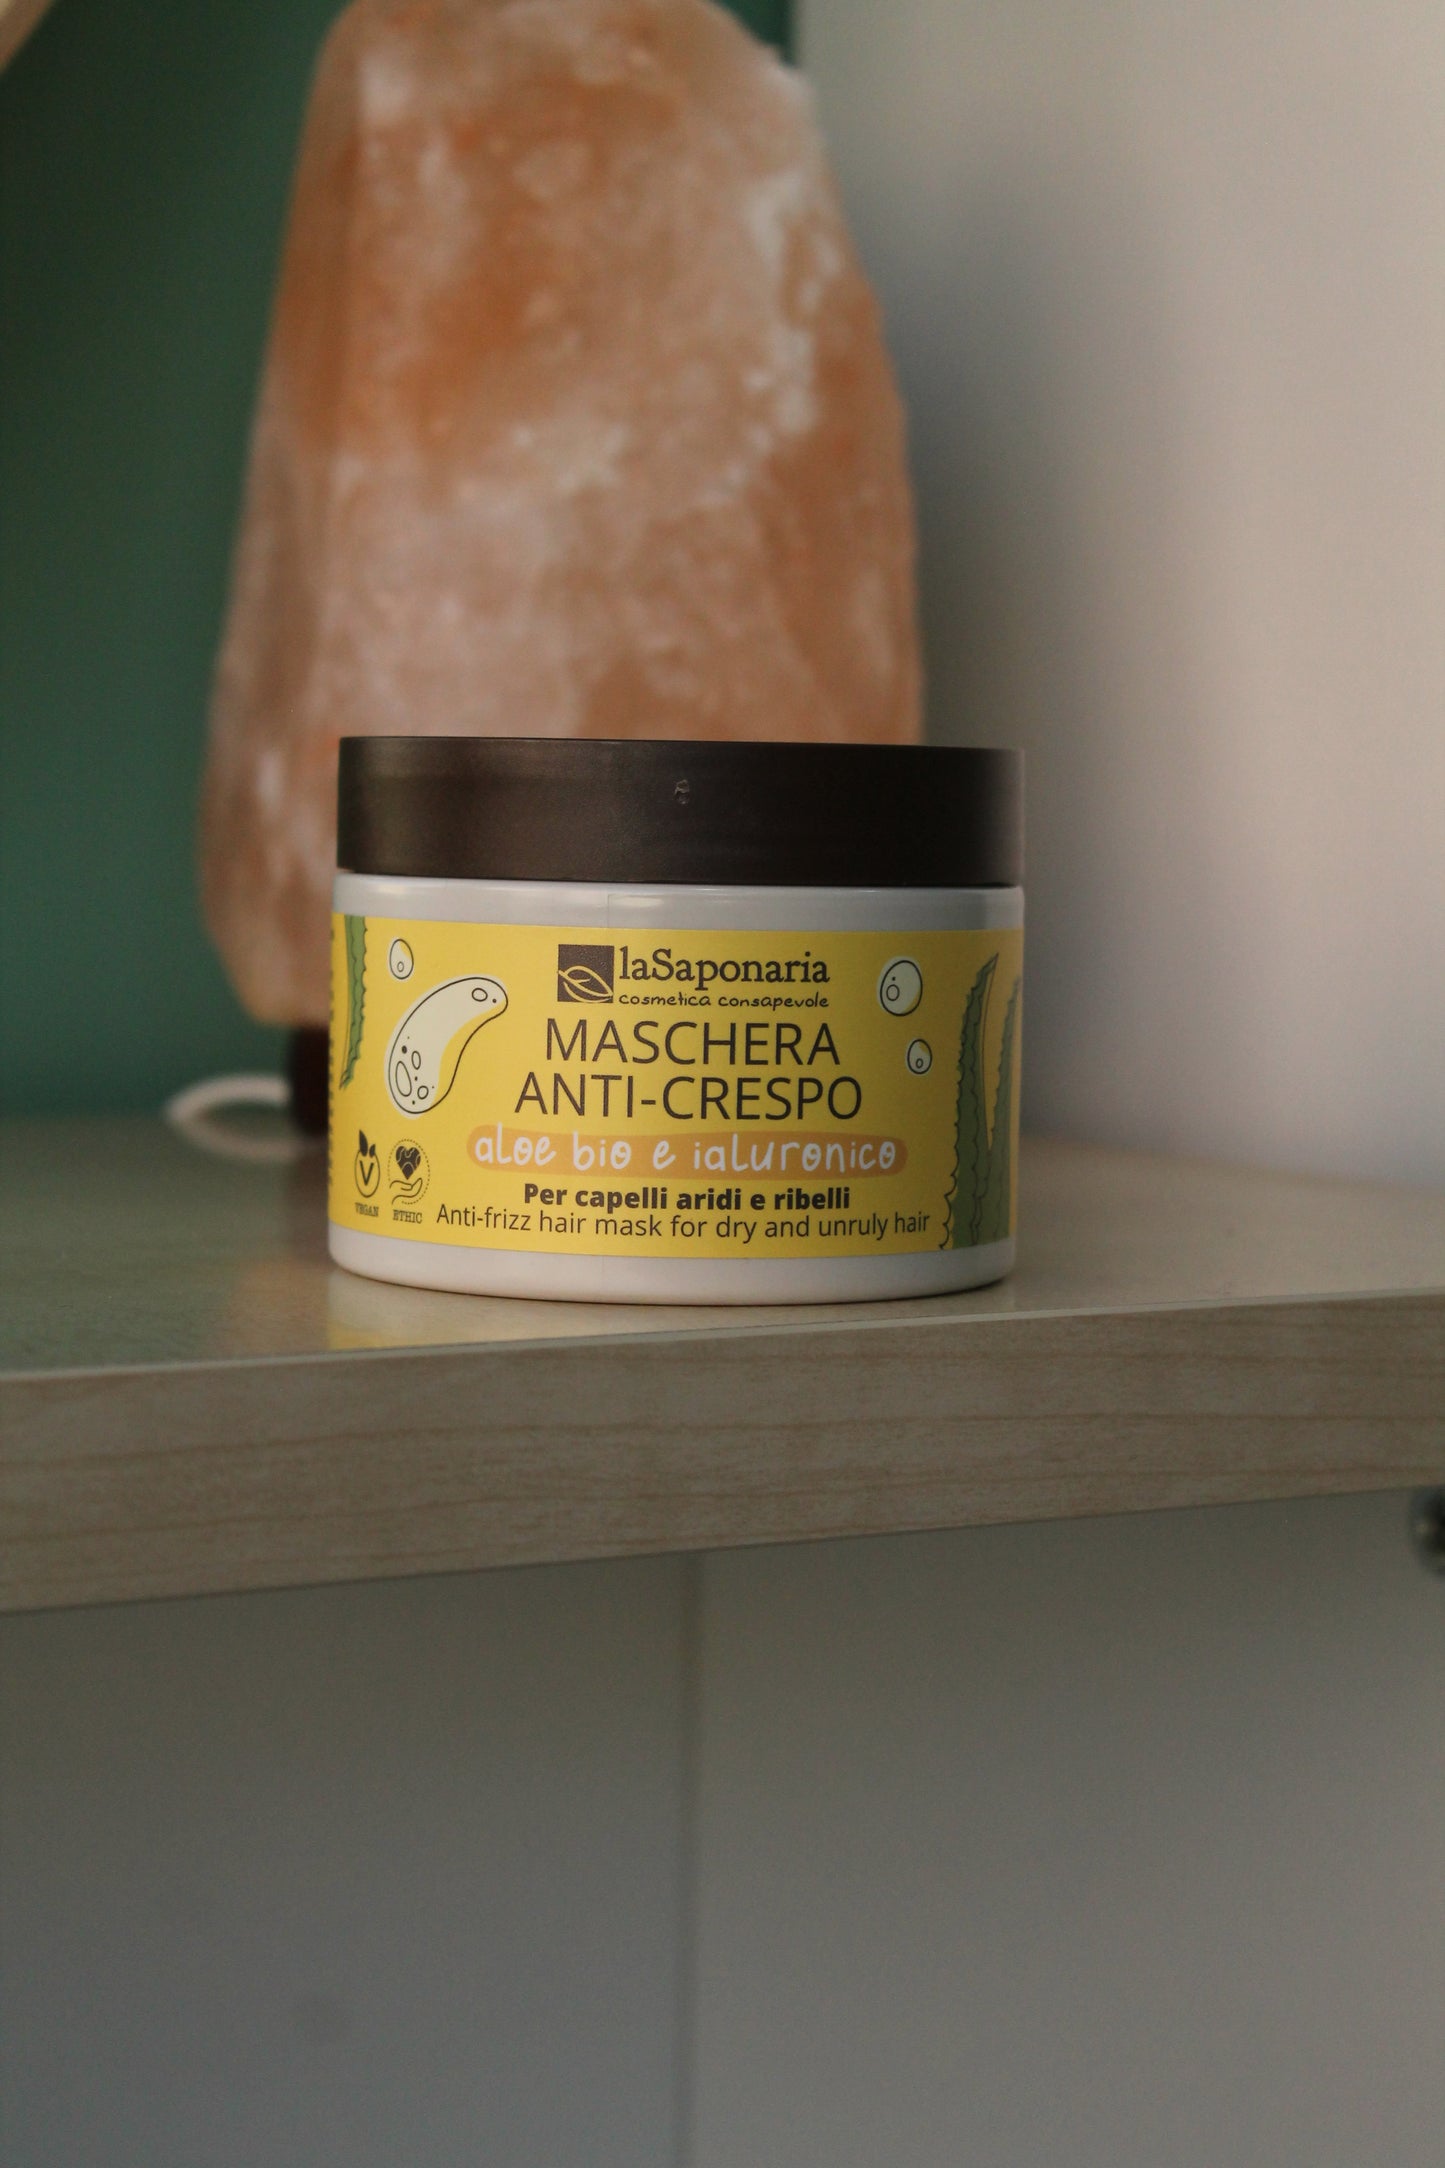 laSaponaria
cosmetica consapevole
MASCHERA
ANTI-CRESPO
aloe bio e ialuronico
Per capelli aridi e ribelli
Anti-frizz hair mask for dry and unruly hair
V
VEGAN
ETHIC